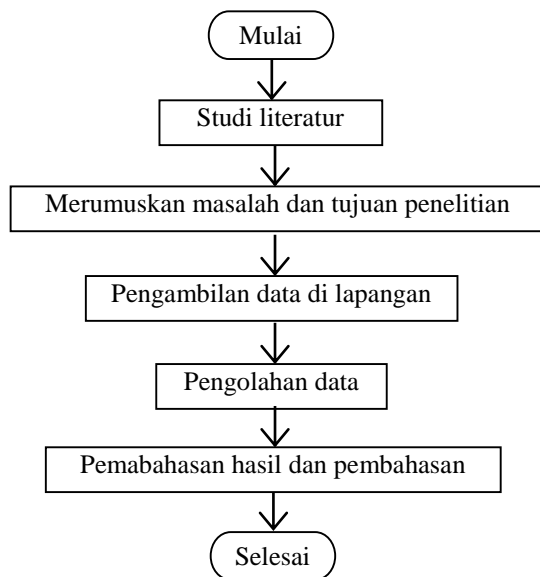 Mulai
Studi literatur
Merumuskan masalah dan tujuan penelitian
Pengambilan data di lapangan
Pengolahan data
Pemabahasan hasil dan pembahasan
Selesai